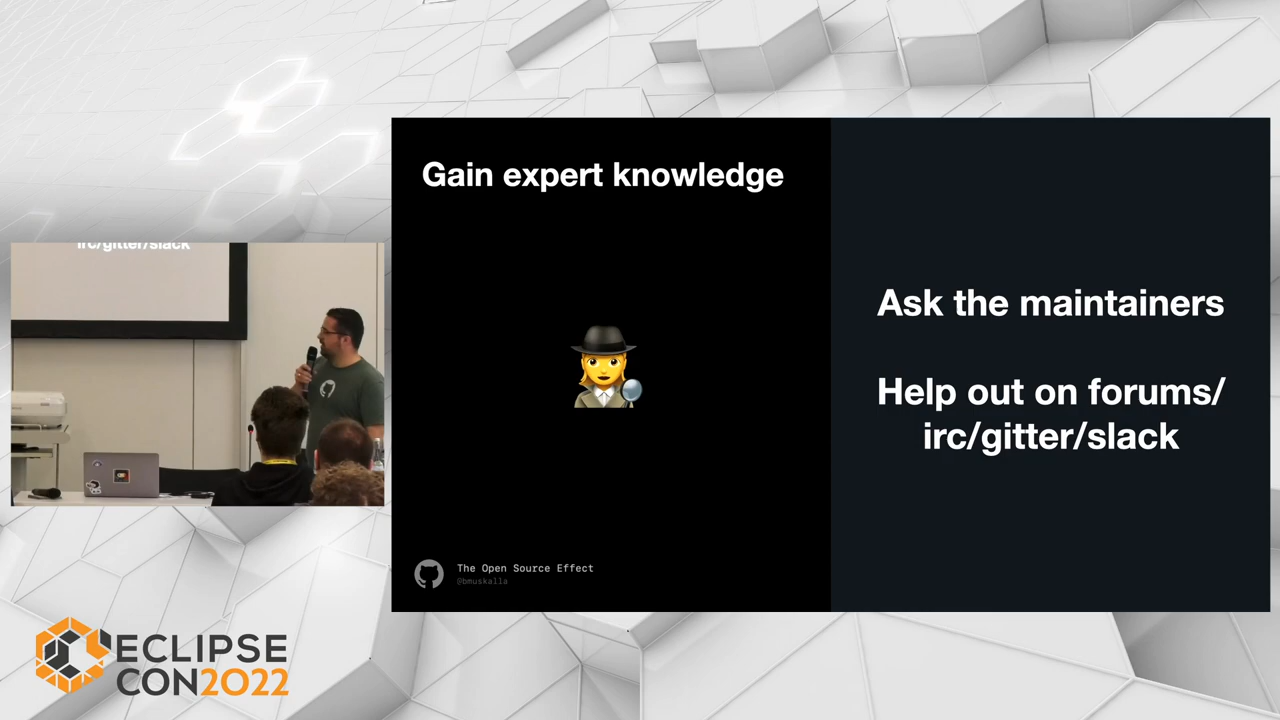 Gain expert knowledge
Ask the maintainers
Help out on forums/
irc/gitter/slack
The Open Source Effect
@bmuskalla
irc/gitter/slack
ECLIPSE
CON2022